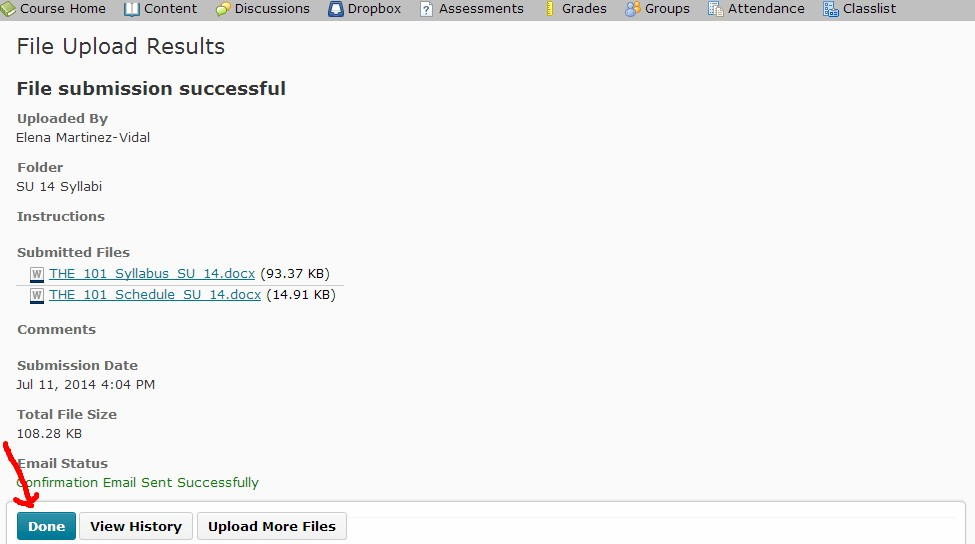 Course Home Content Discussions Dropbox Assessments Grades Groups Attendance Classlist
File Upload Results
File submission successful
Uploaded By
Elena Martinez-Vidal
Folder
SU 14 Syllabi
Instructions
Submitted Files
THE_101_Syllabus_SU_14.docx (93.37 KB)
THE_101_Schedule_SU_14.docx (14.91 KB)
Comments
Submission Date
Jul 11, 2014 4:04 PM
Total File Size
108.28 KB
Email Status
Confirmation Email Sent Successfully
Done View History Upload More Files